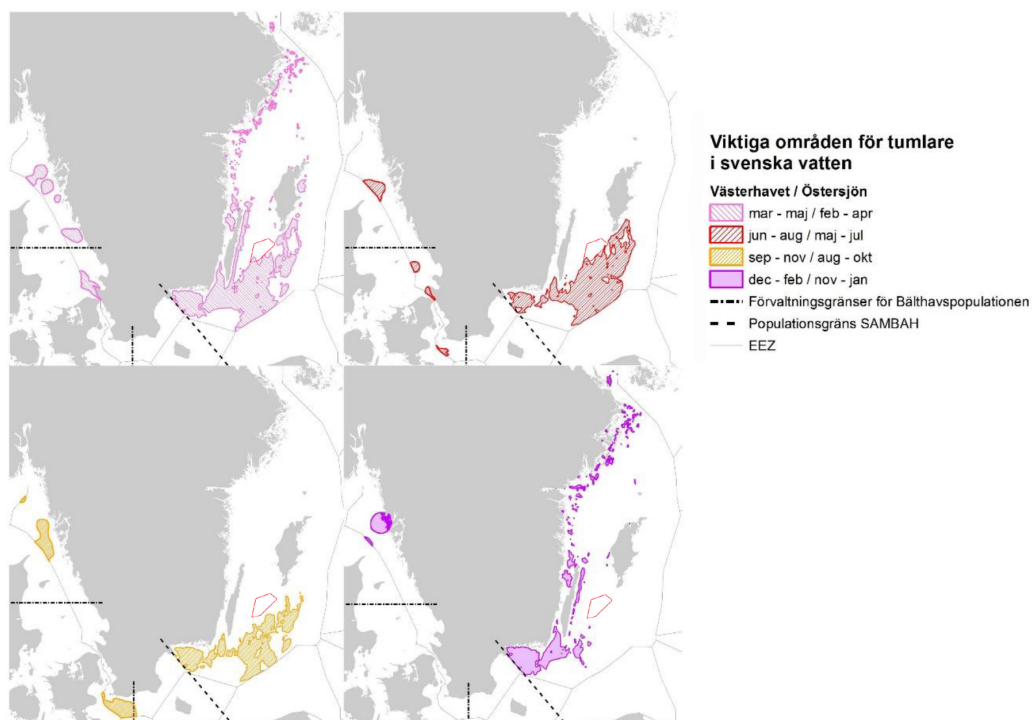 Viktiga områden för tumlare
i svenska vatten
Västerhavet / Östersjön
mar - maj / feb - apr
jun - aug / maj - jul
sep - nov / aug - okt
dec - feb / nov - jan
Förvaltningsgränser för Bälthavspopulationen
Populationsgräns SAMBAH
EEZ